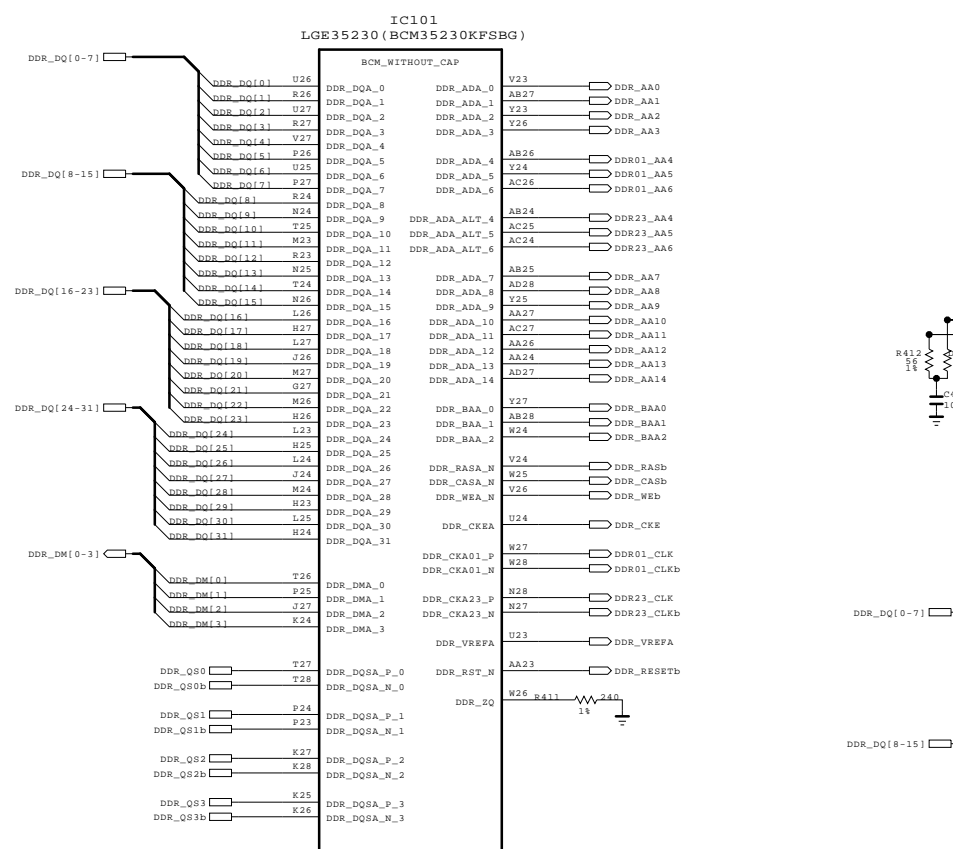 IC101
LGE35230(BCM35230KFSBG)
BCM_WITHOUT_CAP
DDR_DQ[0-7]
DDR_DQ[0] U26 DDR_DQA_0
DDR_DQ[1] R26 DDR_DQA_1
DDR_DQ[2] U27 DDR_DQA_2
DDR_DQ[3] R27 DDR_DQA_3
DDR_DQ[4] V27 DDR_DQA_4
DDR_DQ[5] P26 DDR_DQA_5
DDR_DQ[6] U25 DDR_DQA_6
DDR_DQ[7] P27 DDR_DQA_7
DDR_DQ[8-15]
DDR_DQ[8] R24 DDR_DQA_8
DDR_DQ[9] N24 DDR_DQA_9
DDR_DQ[10] T25 DDR_DQA_10
DDR_DQ[11] M23 DDR_DQA_11
DDR_DQ[12] R23 DDR_DQA_12
DDR_DQ[13] N25 DDR_DQA_13
DDR_DQ[14] T24 DDR_DQA_14
DDR_DQ[15] N26 DDR_DQA_15
DDR_DQ[16-23]
DDR_DQ[16] L26 DDR_DQA_16
DDR_DQ[17] H27 DDR_DQA_17
DDR_DQ[18] L27 DDR_DQA_18
DDR_DQ[19] J26 DDR_DQA_19
DDR_DQ[20] M27 DDR_DQA_20
DDR_DQ[21] G27 DDR_DQA_21
DDR_DQ[22] M26 DDR_DQA_22
DDR_DQ[23] H26 DDR_DQA_23
DDR_DQ[24-31]
DDR_DQ[24] L23 DDR_DQA_24
DDR_DQ[25] H25 DDR_DQA_25
DDR_DQ[26] L24 DDR_DQA_26
DDR_DQ[27] J24 DDR_DQA_27
DDR_DQ[28] M24 DDR_DQA_28
DDR_DQ[29] H23 DDR_DQA_29
DDR_DQ[30] L25 DDR_DQA_30
DDR_DQ[31] H24 DDR_DQA_31
DDR_DM[0-3]
DDR_DM[0] T26 DDR_DMA_0
DDR_DM[1] P25 DDR_DMA_1
DDR_DM[2] J27 DDR_DMA_2
DDR_DM[3] K24 DDR_DMA_3
DDR_QS0 T27 DDR_DQSA_P_0
DDR_QS0b T28 DDR_DQSA_N_0
DDR_QS1 P24 DDR_DQSA_P_1
DDR_QS1b P23 DDR_DQSA_N_1
DDR_QS2 K27 DDR_DQSA_P_2
DDR_QS2b K28 DDR_DQSA_N_2
DDR_QS3 K25 DDR_DQSA_P_3
DDR_QS3b K26 DDR_DQSA_N_3
DDR_ADA_0 V23 DDR_AA0
DDR_ADA_1 AB27 DDR_AA1
DDR_ADA_2 Y23 DDR_AA2
DDR_ADA_3 Y26 DDR_AA3
DDR_ADA_4 AB26 DDR01_AA4
DDR_ADA_5 Y24 DDR01_AA5
DDR_ADA_6 AC26 DDR01_AA6
DDR_ADA_ALT_4 AB24 DDR23_AA4
DDR_ADA_ALT_5 AC25 DDR23_AA5
DDR_ADA_ALT_6 AC24 DDR23_AA6
DDR_ADA_7 AB25 DDR_AA7
DDR_ADA_8 AD28 DDR_AA8
DDR_ADA_9 Y25 DDR_AA9
DDR_ADA_10 AA27 DDR_AA10
DDR_ADA_11 AC27 DDR_AA11
DDR_ADA_12 AA26 DDR_AA12
DDR_ADA_13 AA24 DDR_AA13
DDR_ADA_14 AD27 DDR_AA14
DDR_BAA_0 Y27 DDR_BAA0
DDR_BAA_1 AB28 DDR_BAA1
DDR_BAA_2 W24 DDR_BAA2
DDR_RASA_N V24 DDR_RASb
DDR_CASA_N W25 DDR_CASb
DDR_WEA_N V26 DDR_WEb
DDR_CKEA U24 DDR_CKE
DDR_CKA01_P W27 DDR01_CLK
DDR_CKA01_N W28 DDR01_CLKb
DDR_CKA23_P N28 DDR23_CLK
DDR_CKA23_N N27 DDR23_CLKb
DDR_VREFA U23 DDR_VREFA
DDR_RST_N AA23 DDR_RESETb
DDR_ZQ W26 R411 240
1%
R412
56
1%
DDR_DQ[0-7]
DDR_DQ[8-15]